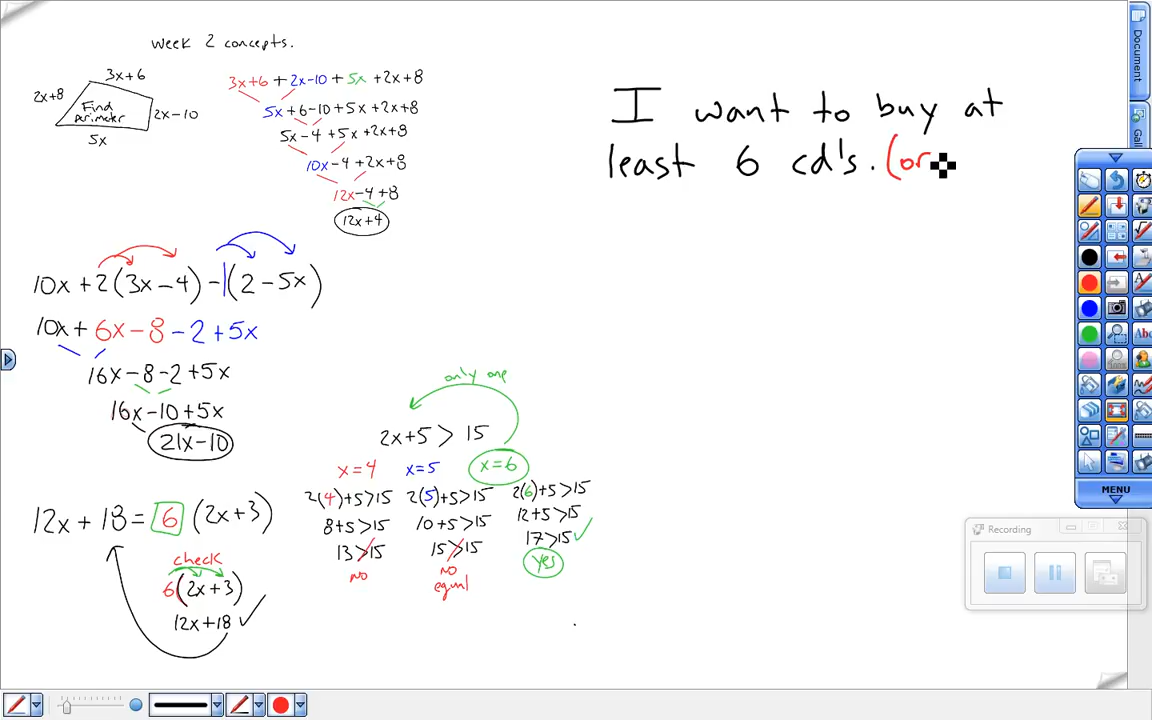 week 2 concepts.
3x+6
2x+8
Find
perimeter
2x-10
5x
3x+6 + 2x-10 + 5x +2x+8
5x+6-10+5x+2x+8
5x-4+5x+2x+8
10x-4+2x+8
12x-4+8
12x+4
10x+2(3x-4)-1(2-5x)
10x+6x-8-2+5x
16x-8-2+5x
16x-10+5x
21x-10
12x+18=6(2x+3)
check
6(2x+3)
12x+18 ✓
only one
2x+5 > 15
x=4 x=5 x=6
2(4)+5>15 2(5)+5>15 2(6)+5>15
8+5>15 10+5>15 12+5>15
13>15 15>15 17>15 ✓
no no yes
equal
I want to buy at
least 6 cd's. (or
Document
Gall
Abc
MENU
Recording